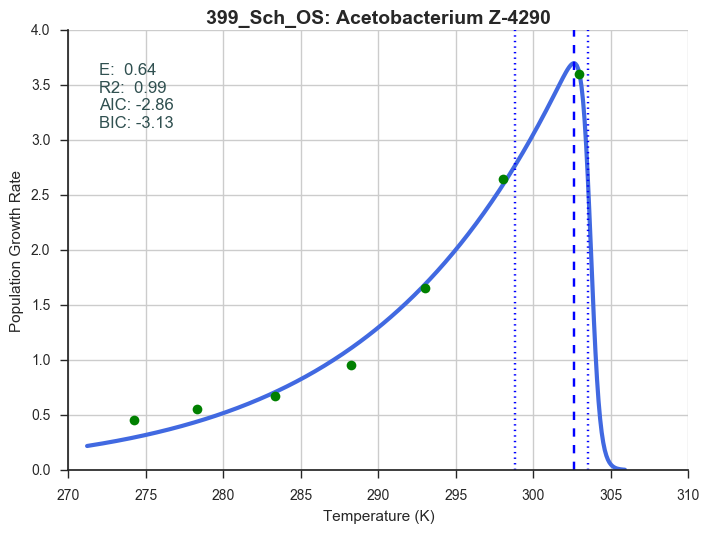 399_Sch_OS: Acetobacterium Z-4290
4.0
3.5
3.0
2.5
2.0
1.5
1.0
0.5
0.0
E: 0.64
R2: 0.99
AIC: -2.86
BIC: -3.13
Population Growth Rate
270 275 280 285 290 295 300 305 310
Temperature (K)